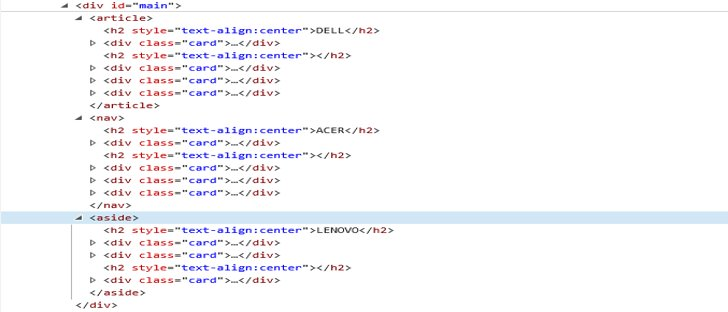 <div id="main">
<article>
<h2 style="text-align:center">DELL</h2>
<div class="card">…</div>
<h2 style="text-align:center"></h2>
<div class="card">…</div>
<div class="card">…</div>
<div class="card">…</div>
</article>
<nav>
<h2 style="text-align:center">ACER</h2>
<div class="card">…</div>
<h2 style="text-align:center"></h2>
<div class="card">…</div>
<div class="card">…</div>
<div class="card">…</div>
</nav>
<aside>
<h2 style="text-align:center">LENOVO</h2>
<div class="card">…</div>
<div class="card">…</div>
<h2 style="text-align:center"></h2>
<div class="card">…</div>
</aside>
</div>